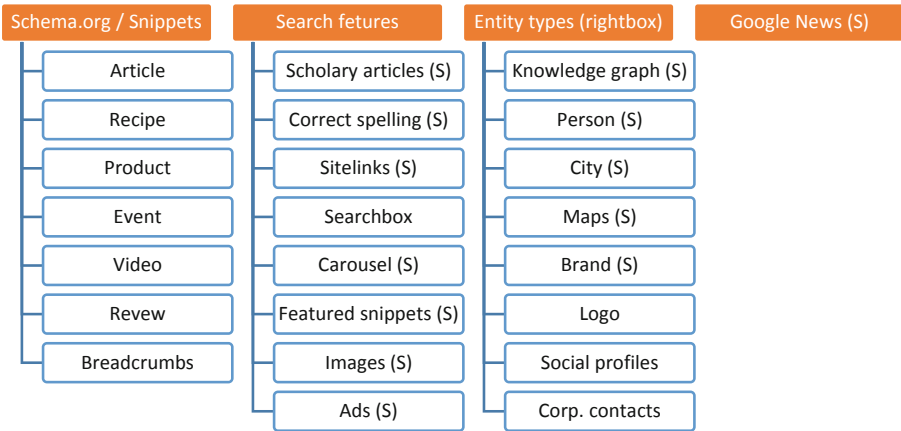 Schema.org / Snippets
Article
Recipe
Product
Event
Video
Revew
Breadcrumbs
Search fetures
Scholary articles (S)
Correct spelling (S)
Sitelinks (S)
Searchbox
Carousel (S)
Featured snippets (S)
Images (S)
Ads (S)
Entity types (rightbox)
Knowledge graph (S)
Person (S)
City (S)
Maps (S)
Brand (S)
Logo
Social profiles
Corp. contacts
Google News (S)